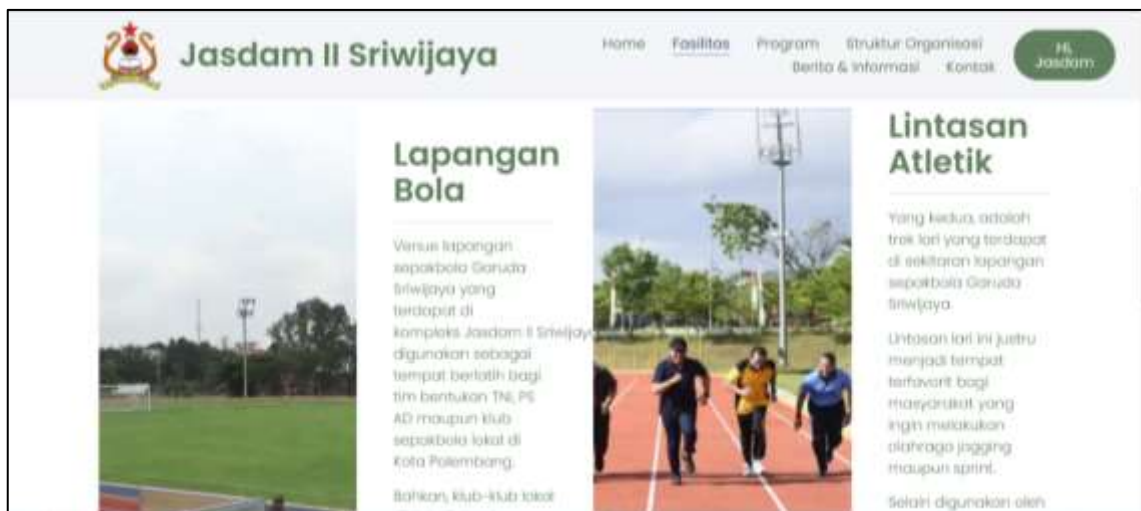 Jasdam II Sriwijaya
Home Fasilitas Program Struktur Organisasi
Berita & Informasi Kontak
Hi,
Jasdam
Lapangan
Bola
Venue lapangan
sepakbola Garuda
Sriwijaya yang
terdapat di
kompleks Jasdam II Sriwijaya
digunakan sebagai
tempat berlatih bagi
tim bentukan TNI, PS
AD maupun klub
sepakbola lokal di
Kota Palembang.
Bahkan, klub-klub lokal
Lintasan
Atletik
Yang kedua, adalah
trek lari yang terdapat
di sekitaran lapangan
sepakbola Garuda
Sriwijaya.
Lintasan lari ini justru
menjadi tempat
terfavorit bagi
masyarakat yang
ingin melakukan
olahraga jogging
maupun sprint.
Selain digunakan oleh